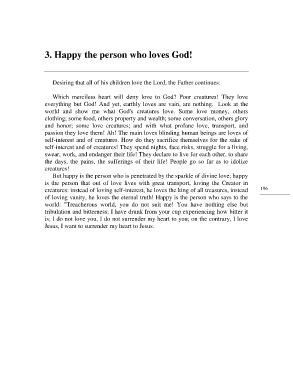 3. Happy the person who loves God!
Desiring that all of his children love the Lord, the Father continues:
Which merciless heart will deny love to God? Poor creatures! They love
everything but God! And yet, earthly loves are vain, are nothing. Look at the
world and show me what God's creatures love. Some love money, others
clothing; some food, others property and wealth; some conversation, others glory
and honor; some love creatures; and with what profane love, transport, and
passion they love them! Ah! The main loves blinding human beings are loves of
self-interest and of creatures. How do they sacrifice themselves for the sake of
self-interest and of creatures! They spend nights, face risks, struggle for a living,
sweat, work, and endanger their life! They declare to live for each other, to share
the days, the pains, the sufferings of their life! People go so far as to idolize
creatures!
But happy is the person who is penetrated by the sparkle of divine love; happy
is the person that out of love lives with great transport, loving the Creator in
creatures: instead of loving self-interest, he loves the king of all treasures, instead
of loving vanity, he loves the eternal truth! Happy is the person who says to the
world: "Treacherous world, you do not suit me! You have nothing else but
tribulation and bitterness; I have drunk from your cup experiencing how bitter it
is; I do not love you, I do not surrender my heart to you; on the contrary, I love
Jesus, I want to surrender my heart to Jesus.
196